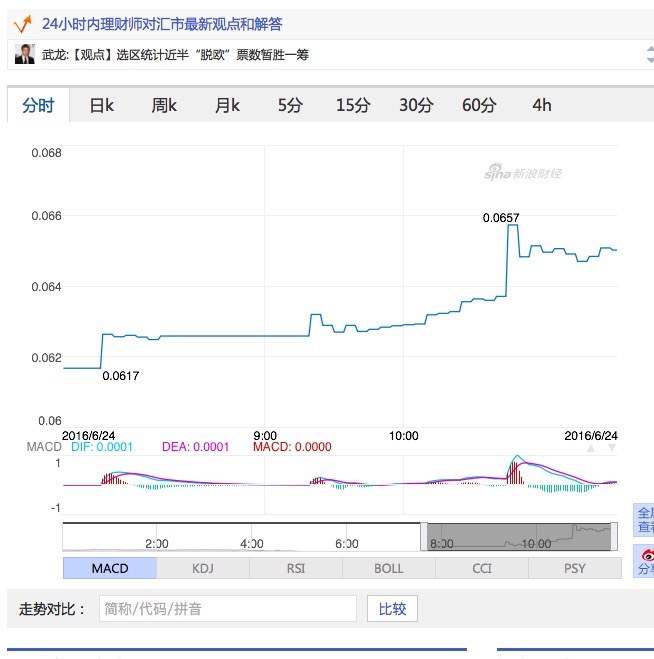 24小时内理财师对汇市最新观点和解答
武龙:【观点】选区统计近半“脱欧”票数暂胜一筹
分时 日k 周k 月k 5分 15分 30分 60分 4h
0.068
sina新浪财经
0.066
0.0657
0.064
0.062
0.0617
0.06
2016/6/24 9:00 10:00 2016/6/24
MACD DIF: 0.0001 DEA: 0.0001 MACD: 0.0000
1
-1
2:00 4:00 6:00 8:00 10:00
MACD KDJ RSI BOLL CCI PSY
走势对比： 简称/代码/拼音 比较
查看
分享